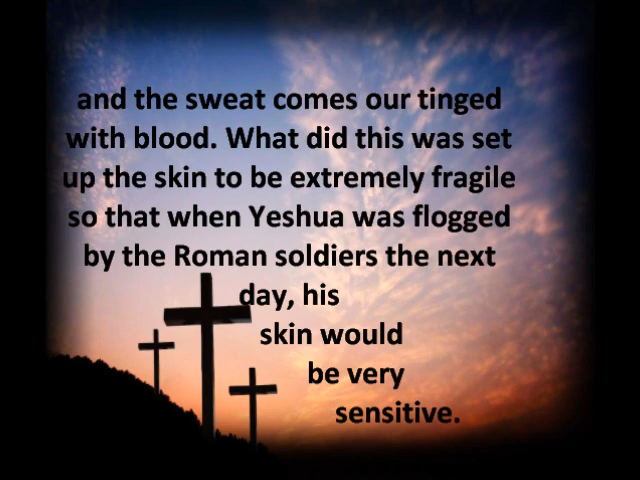 and the sweat comes our tinged
with blood. What did this was set
up the skin to be extremely fragile
so that when Yeshua was flogged
by the Roman soldiers the next
day, his
skin would
be very
sensitive.